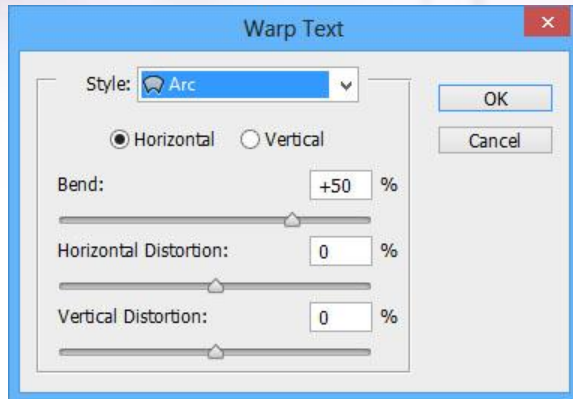 Warp Text
Style: Arc
OK
Horizontal Vertical
Cancel
Bend: +50 %
Horizontal Distortion: 0 %
Vertical Distortion: 0 %